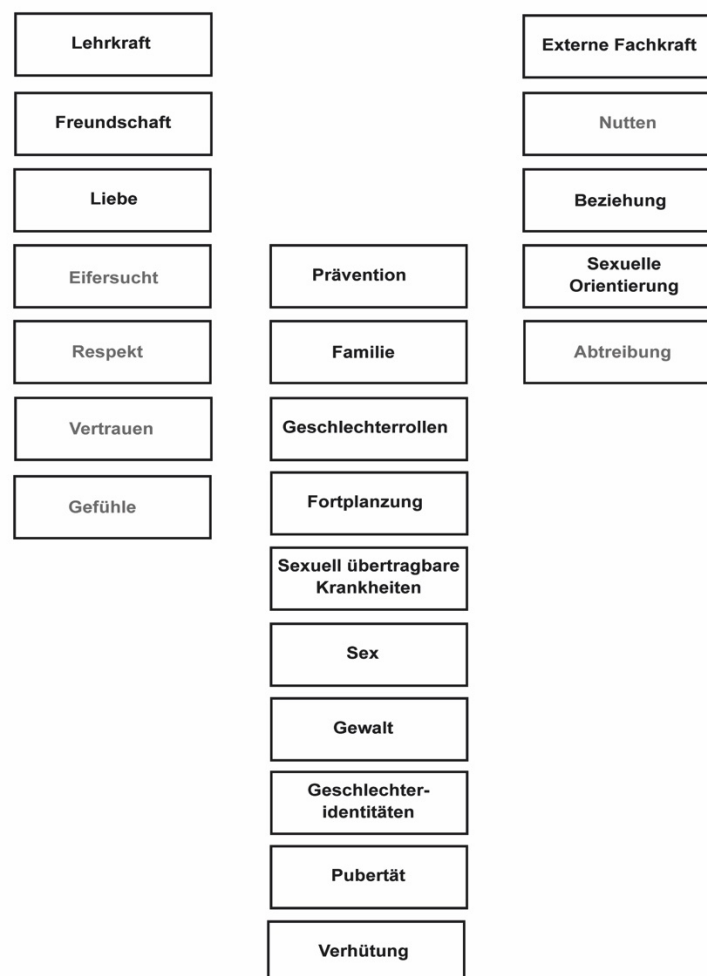 Lehrkraft
Freundschaft
Liebe
Eifersucht
Respekt
Vertrauen
Gefühle
Prävention
Familie
Geschlechterrollen
Fortplanzung
Sexuell übertragbare
Krankheiten
Sex
Gewalt
Geschlechter-
identitäten
Pubertät
Verhütung
Externe Fachkraft
Nutten
Beziehung
Sexuelle
Orientierung
Abtreibung